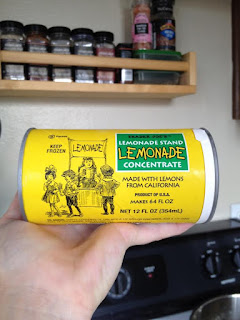 KEEP
FROZEN
LEMONADE
TRADER JOE'S
LEMONADE STAND
LEMONADE
CONCENTRATE
MADE WITH LEMONS
FROM CALIFORNIA
PRODUCT OF U.S.A.
MAKES 64 FL OZ
NET 12 FL OZ (354mL)